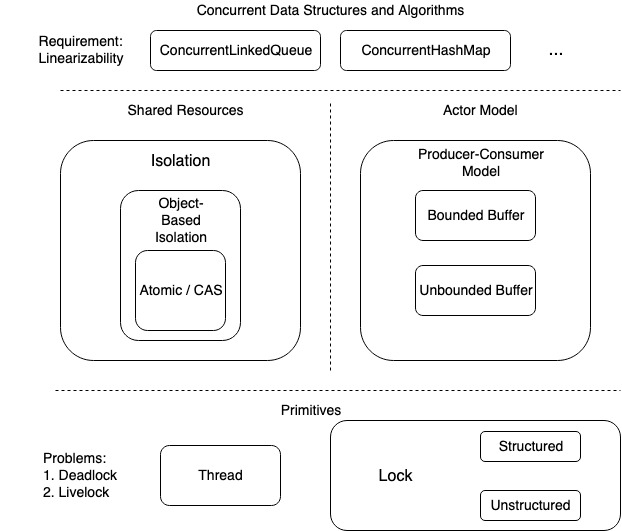 Concurrent Data Structures and Algorithms
Requirement:
Linearizability
ConcurrentLinkedQueue
ConcurrentHashMap
...
Shared Resources
Actor Model
Isolation
Object-
Based
Isolation
Atomic / CAS
Producer-Consumer
Model
Bounded Buffer
Unbounded Buffer
Primitives
Problems:
1. Deadlock
2. Livelock
Thread
Lock
Structured
Unstructured